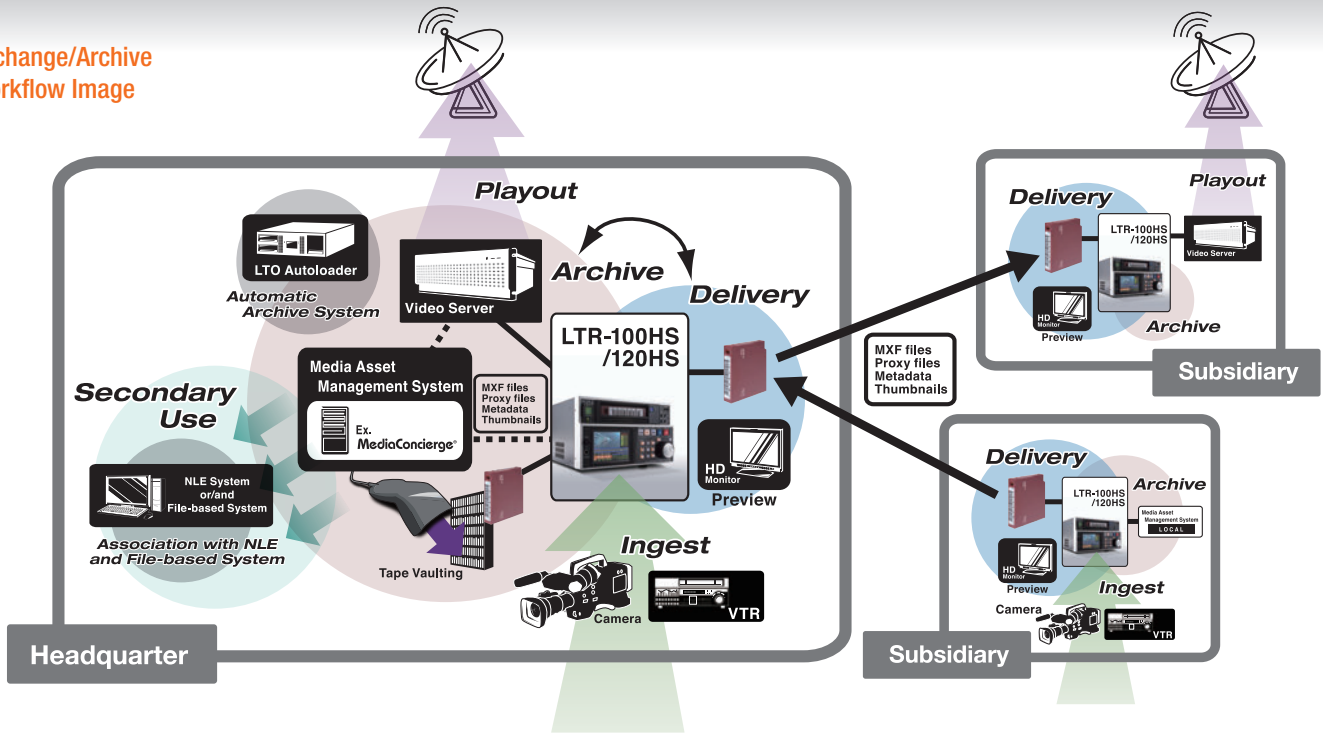 change/Archive
rkflow Image
Playout
LTO Autoloader
Automatic
Archive System
Video Server
Archive
Delivery
LTR-100HS
/120HS
Media Asset
Management System
Ex.
MediaConcierge®
MXF files
Proxy files
Metadata
Thumbnails
Secondary
Use
NLE System
or/and
File-based System
Association with NLE
and File-based System
Tape Vaulting
HD
Monitor
Preview
Ingest
Camera
VTR
Headquarter
MXF files
Proxy files
Metadata
Thumbnails
Delivery
Playout
LTR-100HS
/120HS
Video Server
HD
Monitor
Preview
Archive
Subsidiary
Delivery
Archive
LTR-100HS
/120HS
Media Asset
Management System
LOCAL
HD
Monitor
Preview
Ingest
Camera
VTR
Subsidiary